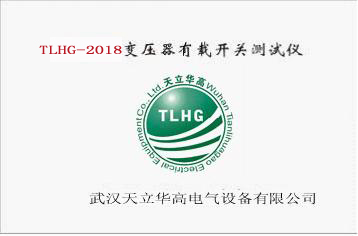 TLHG-2018变压器有载开关测试仪
天立华高
Wuhan Tianlihuagao Electrical Equipment Co., Ltd.
TLHG
武汉天立华高电气设备有限公司